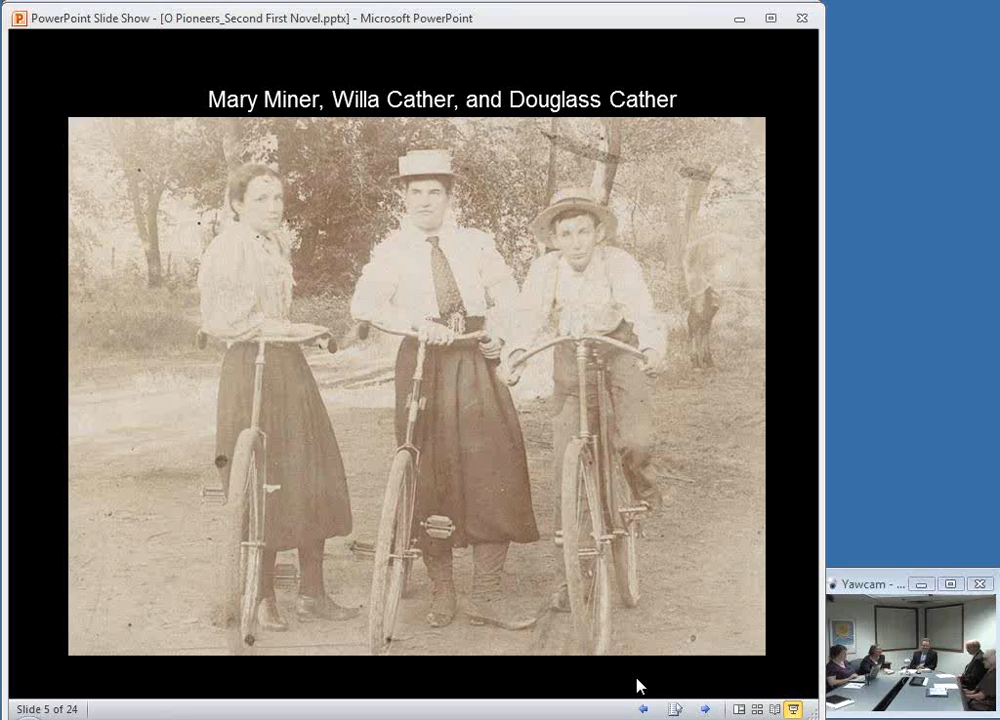 PowerPoint Slide Show - [O Pioneers_Second First Novel.pptx] - Microsoft PowerPoint
Mary Miner, Willa Cather, and Douglass Cather
Yawcam - ...
Slide 5 of 24